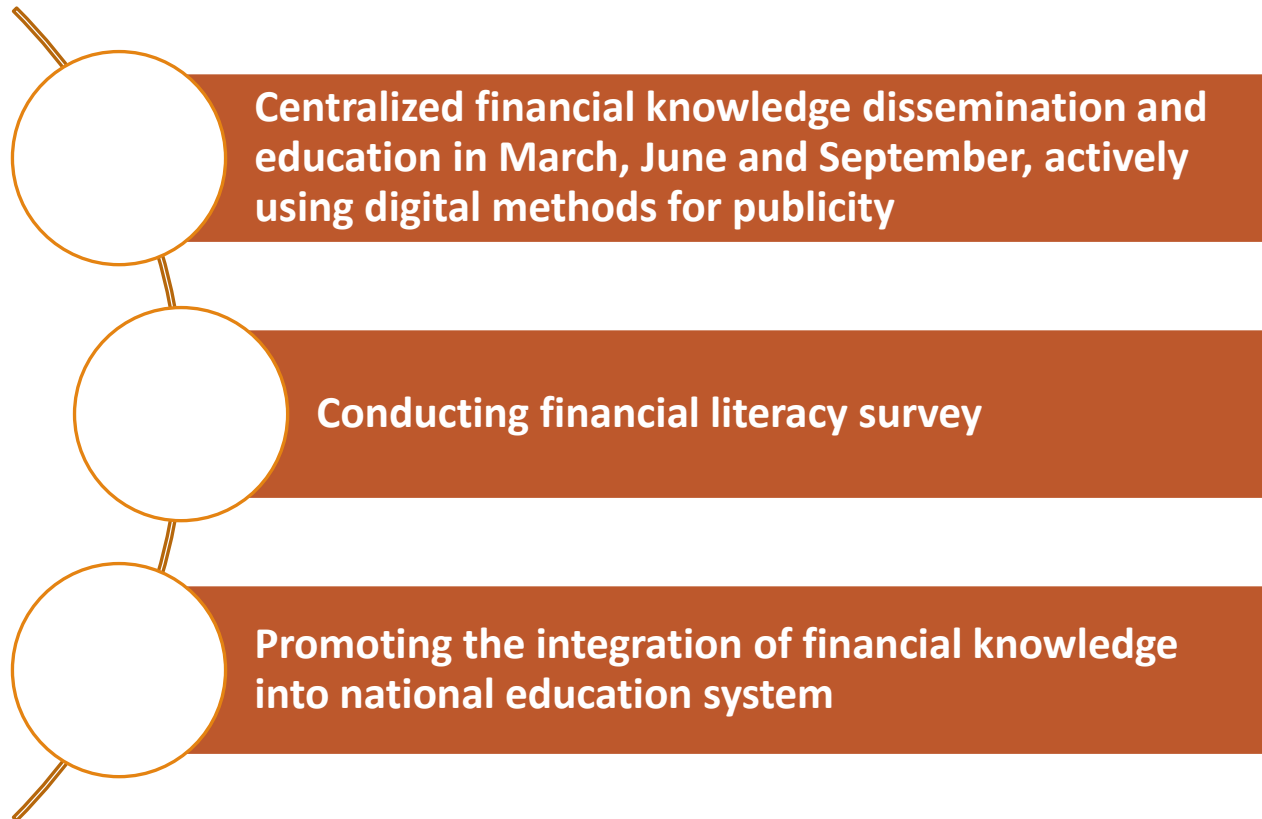 Centralized financial knowledge dissemination and
education in March, June and September, actively
using digital methods for publicity
Conducting financial literacy survey
Promoting the integration of financial knowledge
into national education system